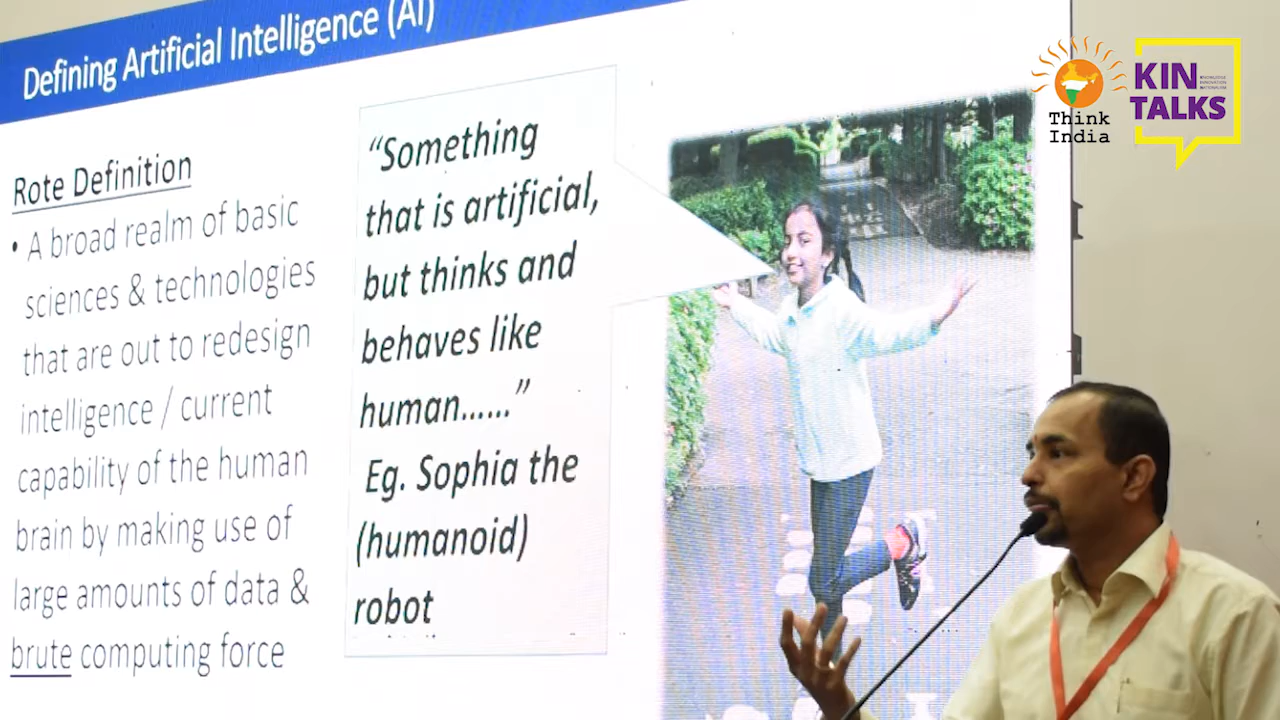 Defining Artificial Intelligence (AI)
Rote Definition
• A broad realm of basic
sciences & technologies
that are out to redesign
intelligence / current
capability of the human
brain by making use of
large amounts of data &
brute computing force
“Something
that is artificial,
but thinks and
behaves like
human......”
Eg. Sophia the
(humanoid)
robot
Think
India
KIN
TALKS